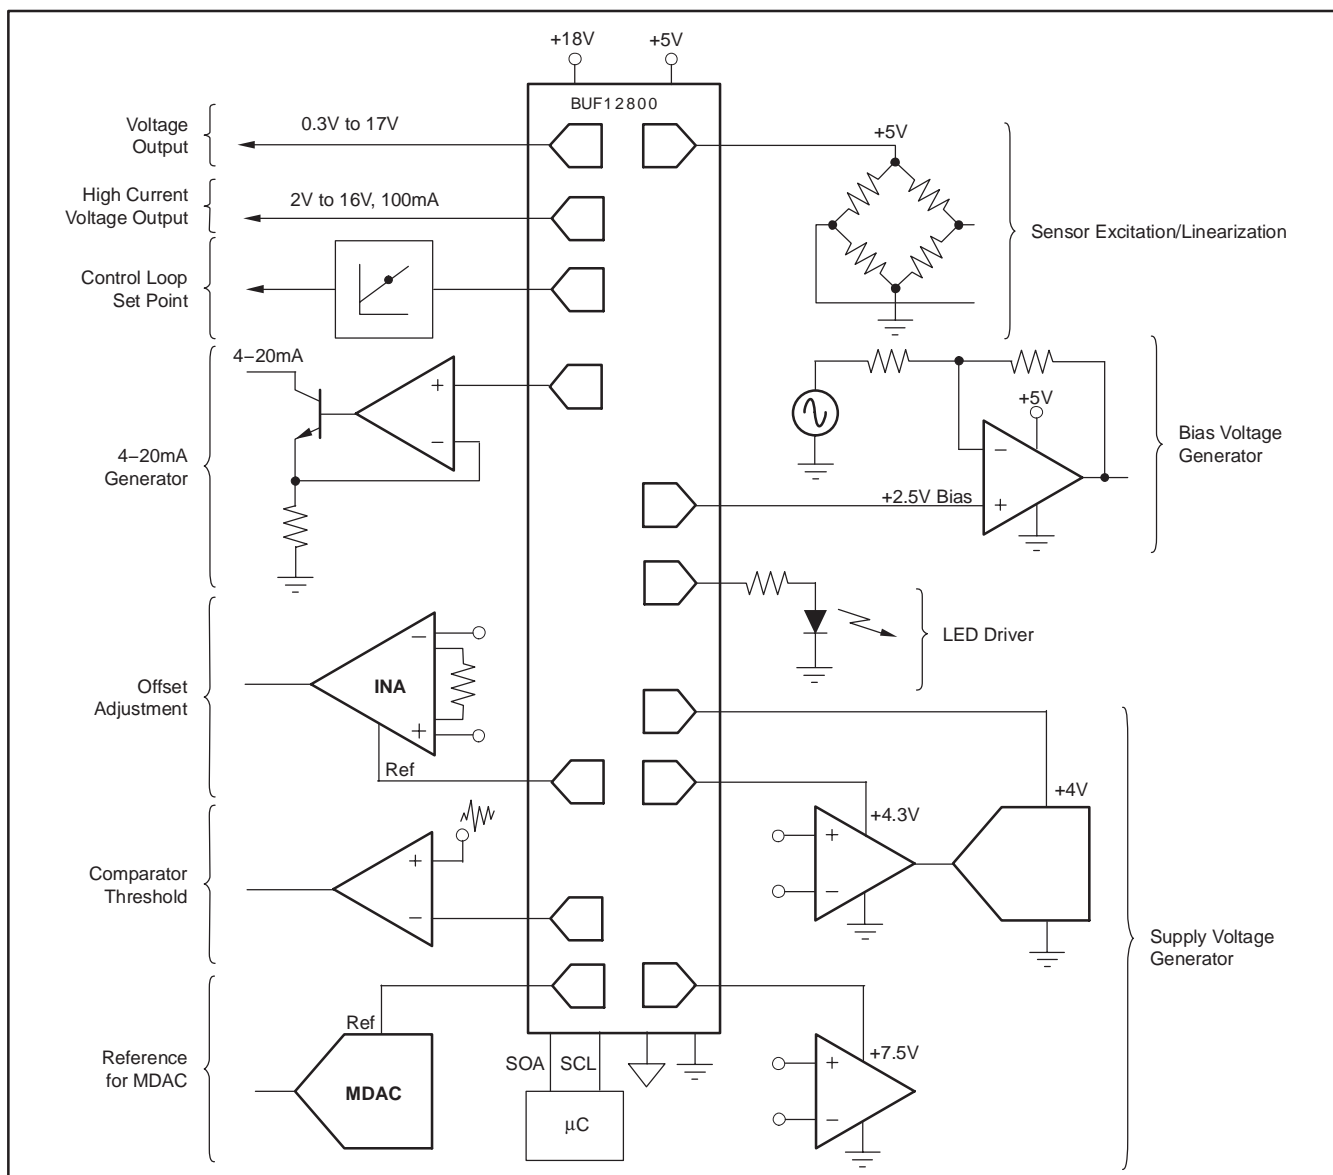 +18V
+5V
BUF12800
Voltage
Output
0.3V to 17V
+5V
High Current
Voltage Output
2V to 16V, 100mA
Sensor Excitation/Linearization
Control Loop
Set Point
4–20mA
+
−
4–20mA
Generator
+5V
−
+
+2.5V Bias
Bias Voltage
Generator
LED Driver
Offset
Adjustment
−
INA
+
Ref
+4V
+4.3V
+
−
Comparator
Threshold
+
−
Supply Voltage
Generator
Reference
for MDAC
Ref
MDAC
SOA
SCL
μC
+7.5V
+
−